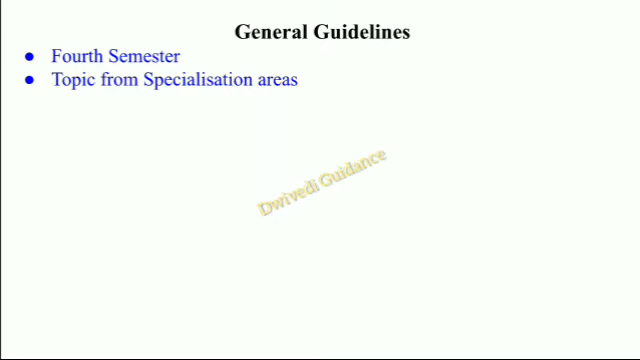 General Guidelines
● Fourth Semester
● Topic from Specialisation areas
Dwivedi Guidance